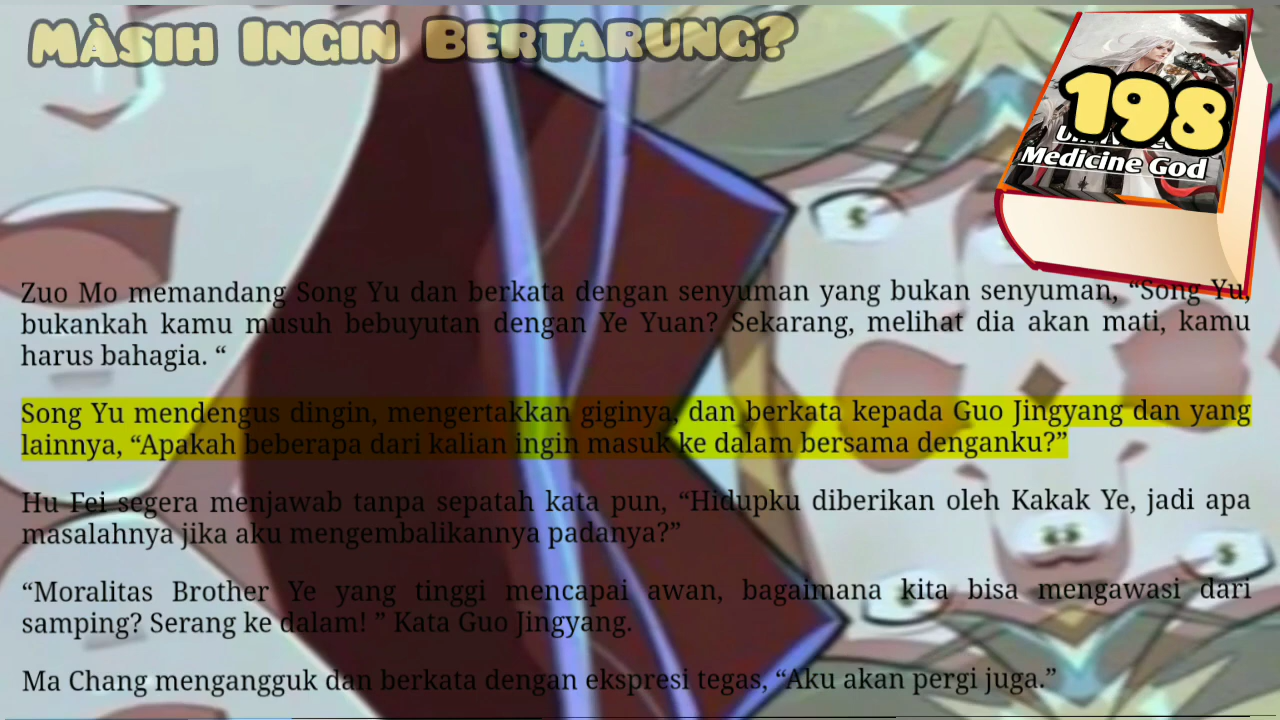 MÀSIH INGIN BERTARUNG?
198
Medicine God
Zuo Mo memandang Song Yu dan berkata dengan senyuman yang bukan senyuman, “Song Yu,
bukankah kamu musuh bebuyutan dengan Ye Yuan? Sekarang, melihat dia akan mati, kamu
harus bahagia. “
Song Yu mendengus dingin, mengertakkan giginya, dan berkata kepada Guo Jingyang dan yang
lainnya, “Apakah beberapa dari kalian ingin masuk ke dalam bersama denganku?”
Hu Fei segera menjawab tanpa sepatah kata pun, “Hidupku diberikan oleh Kakak Ye, jadi apa
masalahnya jika aku mengembalikannya padanya?”
“Moralitas Brother Ye yang tinggi mencapai awan, bagaimana kita bisa mengawasi dari
samping? Serang ke dalam! ” Kata Guo Jingyang.
Ma Chang mengangguk dan berkata dengan ekspresi tegas, “Aku akan pergi juga.”